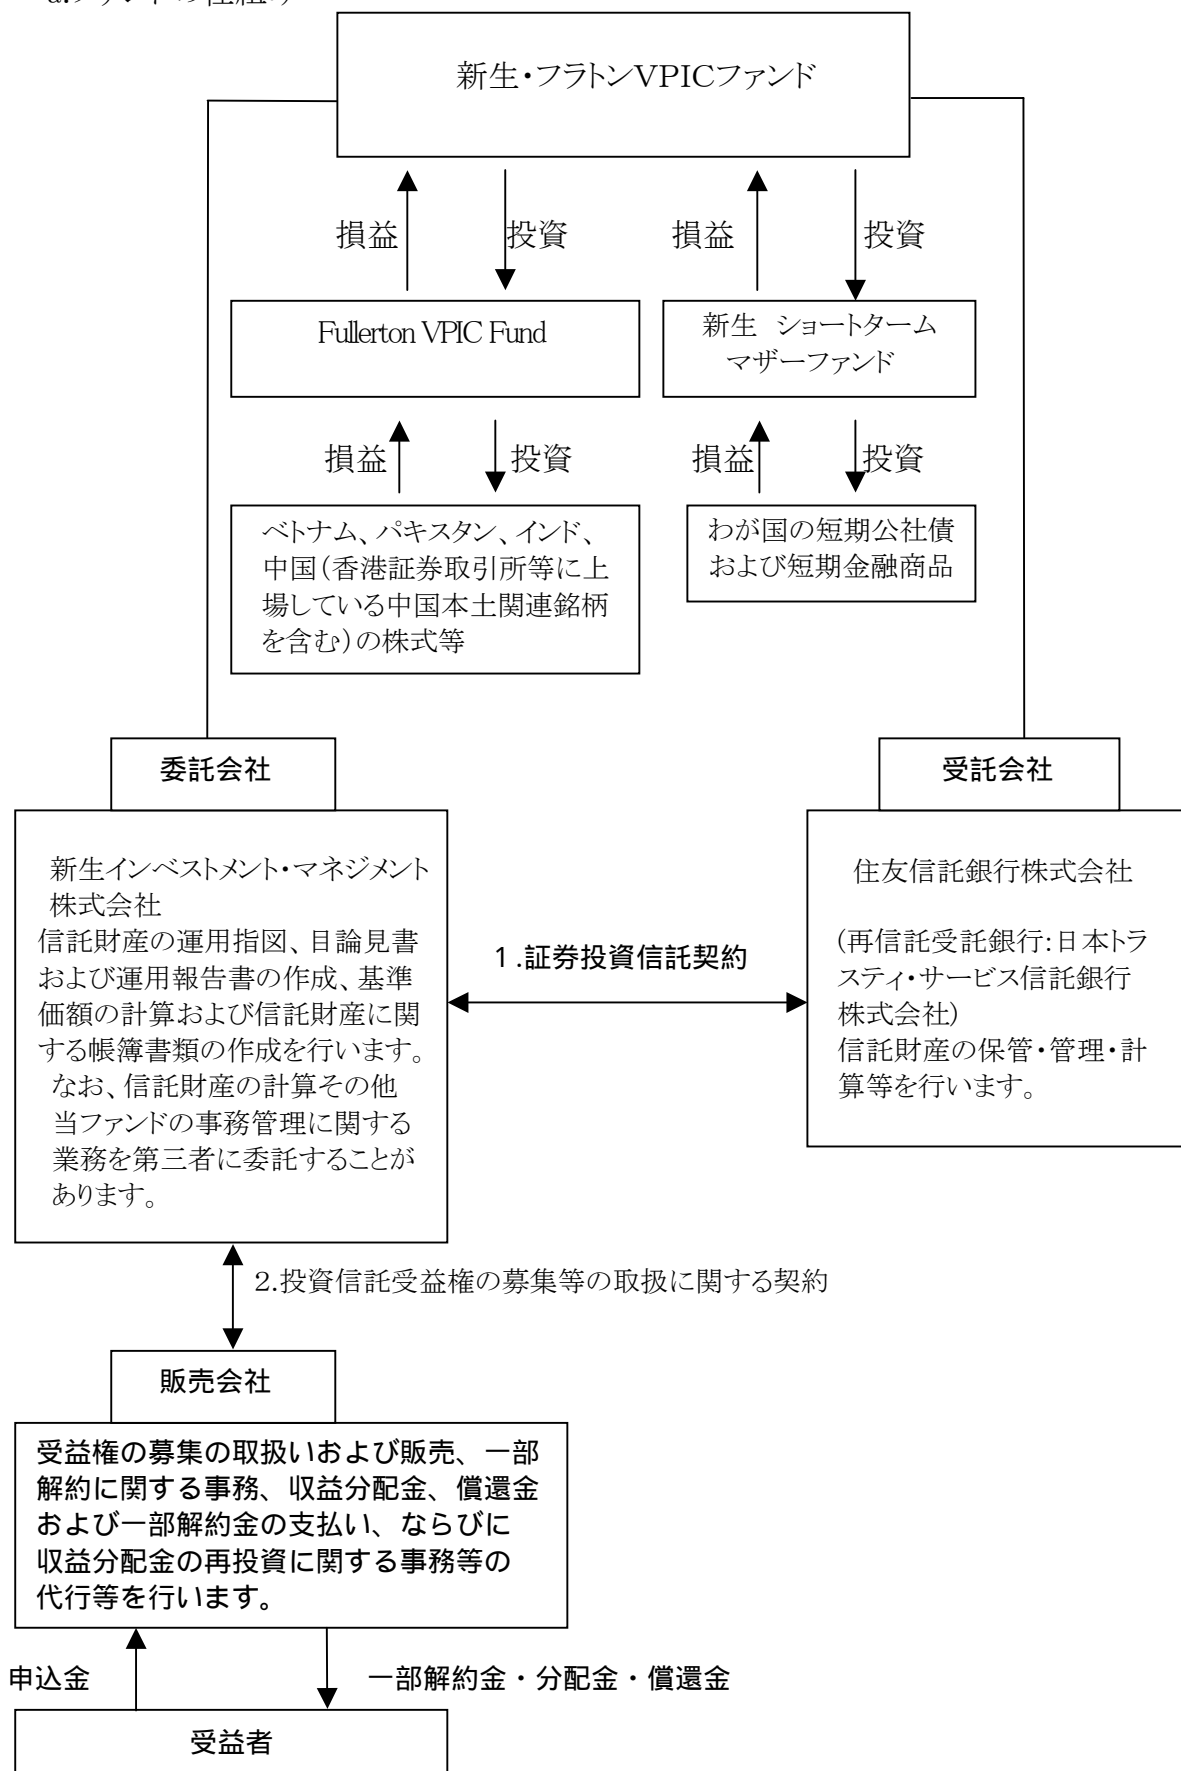 新生・フラトンVPICファンド
損益
投資
損益
投資
Fullerton VPIC Fund
新生 ショートターム
マザーファンド
損益
投資
損益
投資
ベトナム、パキスタン、インド、
中国(香港証券取引所等に上
場している中国本土関連銘柄
を含む)の株式等
わが国の短期公社債
および短期金融商品
委託会社
受託会社
新生インベストメント・マネジメント
株式会社
信託財産の運用指図、目論見書
および運用報告書の作成、基準
価額の計算および信託財産に関
する帳簿書類の作成を行います。
なお、信託財産の計算その他
当ファンドの事務管理に関する
業務を第三者に委託することが
あります。
1.証券投資信託契約
住友信託銀行株式会社
(再信託受託銀行:日本トラ
スティ・サービス信託銀行
株式会社)
信託財産の保管・管理・計
算等を行います。
2.投資信託受益権の募集等の取扱に関する契約
販売会社
受益権の募集の取扱いおよび販売、一部
解約に関する事務、収益分配金、償還金
および一部解約金の支払い、ならびに
収益分配金の再投資に関する事務等の
代行等を行います。
申込金
一部解約金・分配金・償還金
受益者